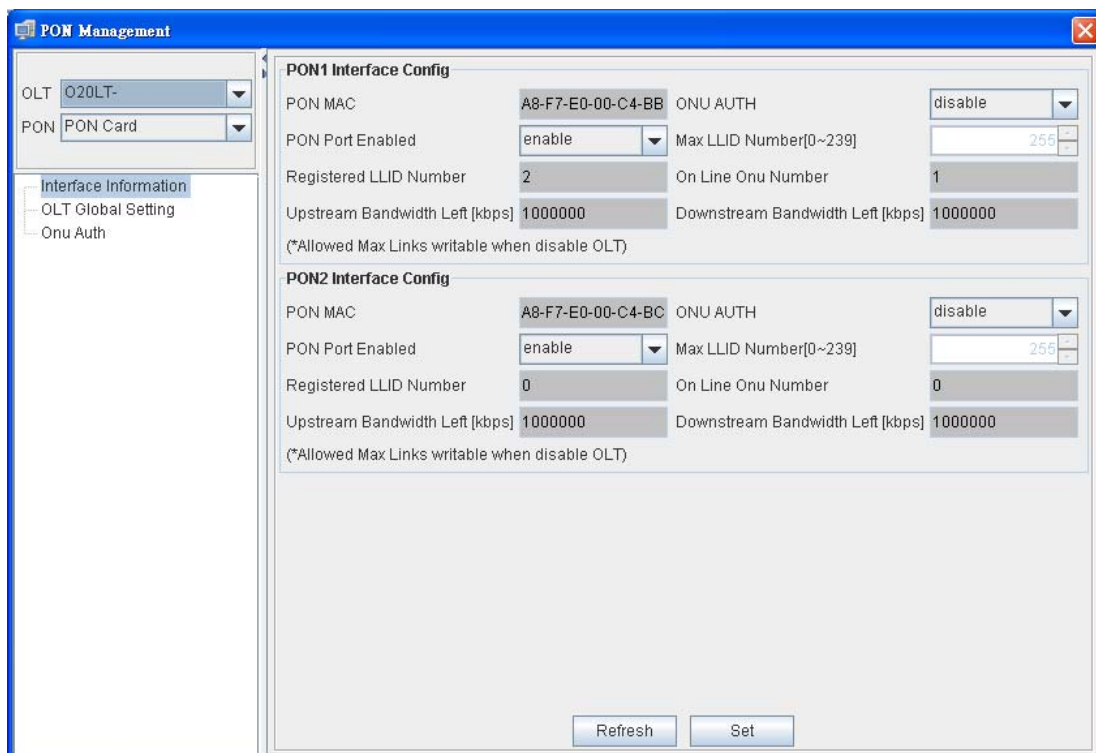 PON Management
OLT O20LT-
PON PON Card
Interface Information
OLT Global Setting
Onu Auth
PON1 Interface Config
PON MAC A8-F7-E0-00-C4-BB ONU AUTH disable
PON Port Enabled enable Max LLID Number[0~239] 255
Registered LLID Number 2 On Line Onu Number 1
Upstream Bandwidth Left [kbps] 1000000 Downstream Bandwidth Left [kbps] 1000000
(*Allowed Max Links writable when disable OLT)
PON2 Interface Config
PON MAC A8-F7-E0-00-C4-BC ONU AUTH disable
PON Port Enabled enable Max LLID Number[0~239] 255
Registered LLID Number 0 On Line Onu Number 0
Upstream Bandwidth Left [kbps] 1000000 Downstream Bandwidth Left [kbps] 1000000
(*Allowed Max Links writable when disable OLT)
Refresh Set